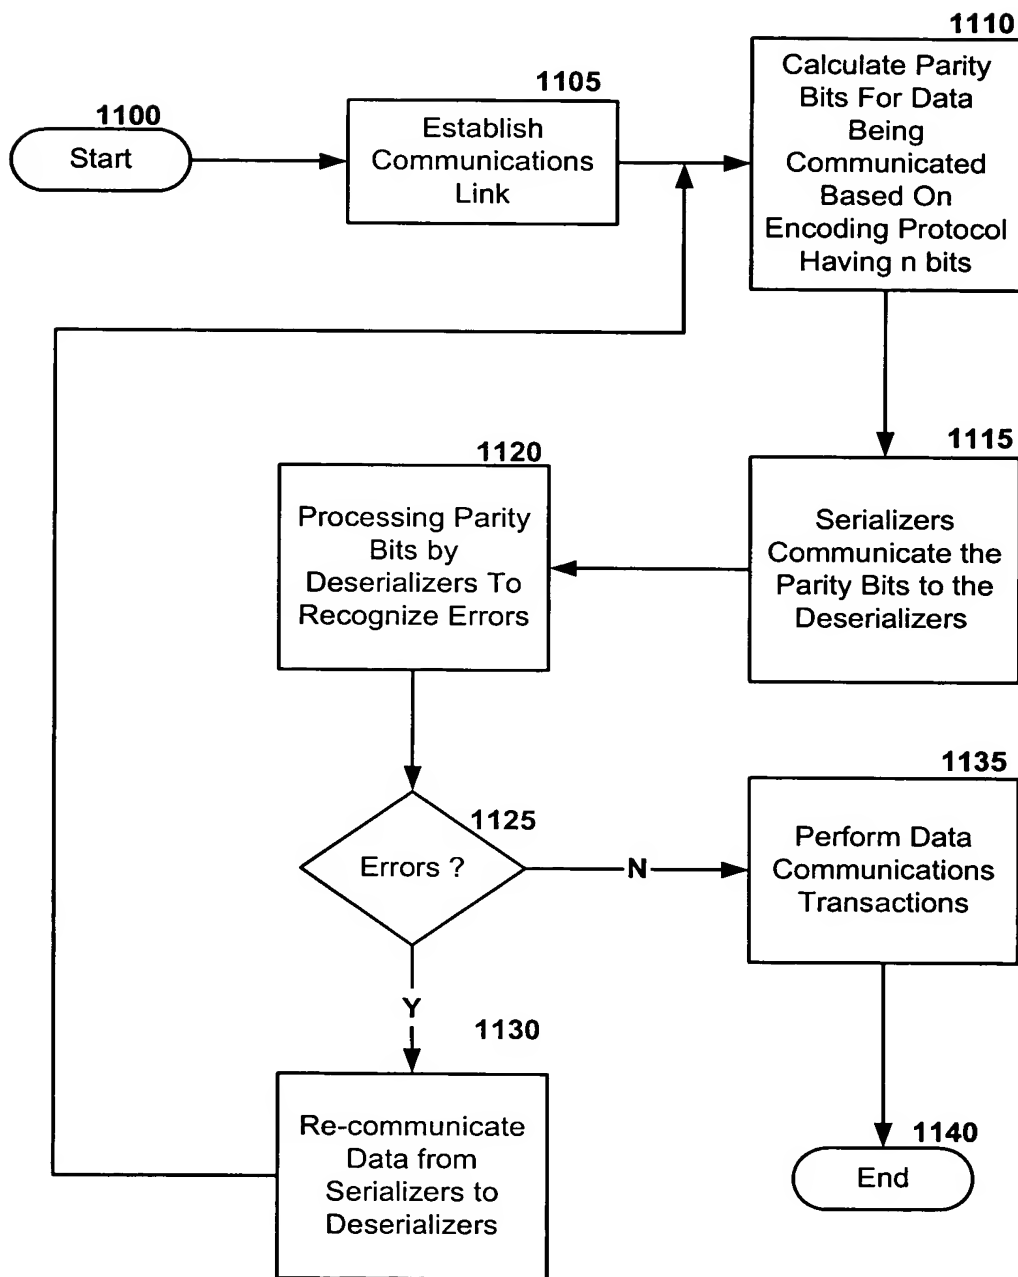 1100
Start
1105
Establish
Communications
Link
1110
Calculate Parity
Bits For Data
Being
Communicated
Based On
Encoding Protocol
Having n bits
1115
Serializers
Communicate the
Parity Bits to the
Deserializers
1120
Processing Parity
Bits by
Deserializers To
Recognize Errors
1125
Errors ?
N
Y
1130
Re-communicate
Data from
Serializers to
Deserializers
1135
Perform Data
Communications
Transactions
1140
End